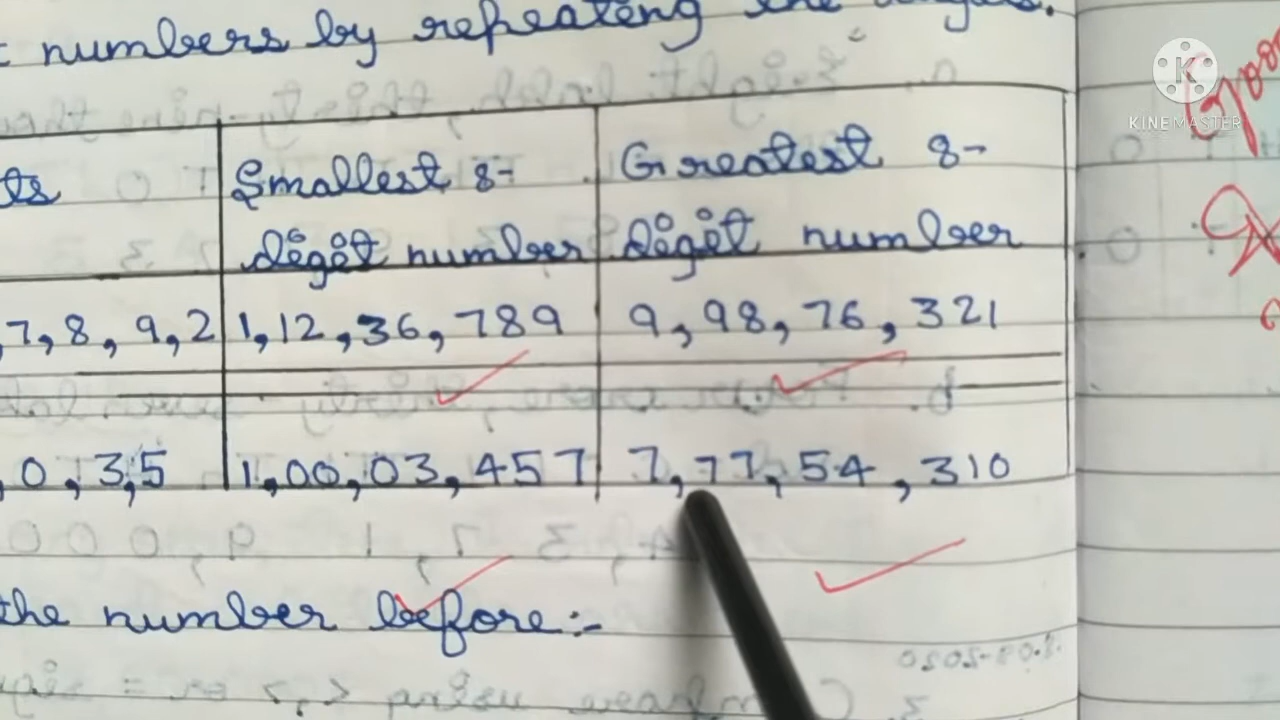 numbers by repeating the
Smallest 8-
Greatest 8-
digit number
digit number
7, 8, 9, 2
1,12,36,789
9,98,76,321
0, 3,5
1,00,03,457
7,77,54,310
the number before:-
KINEMASTER